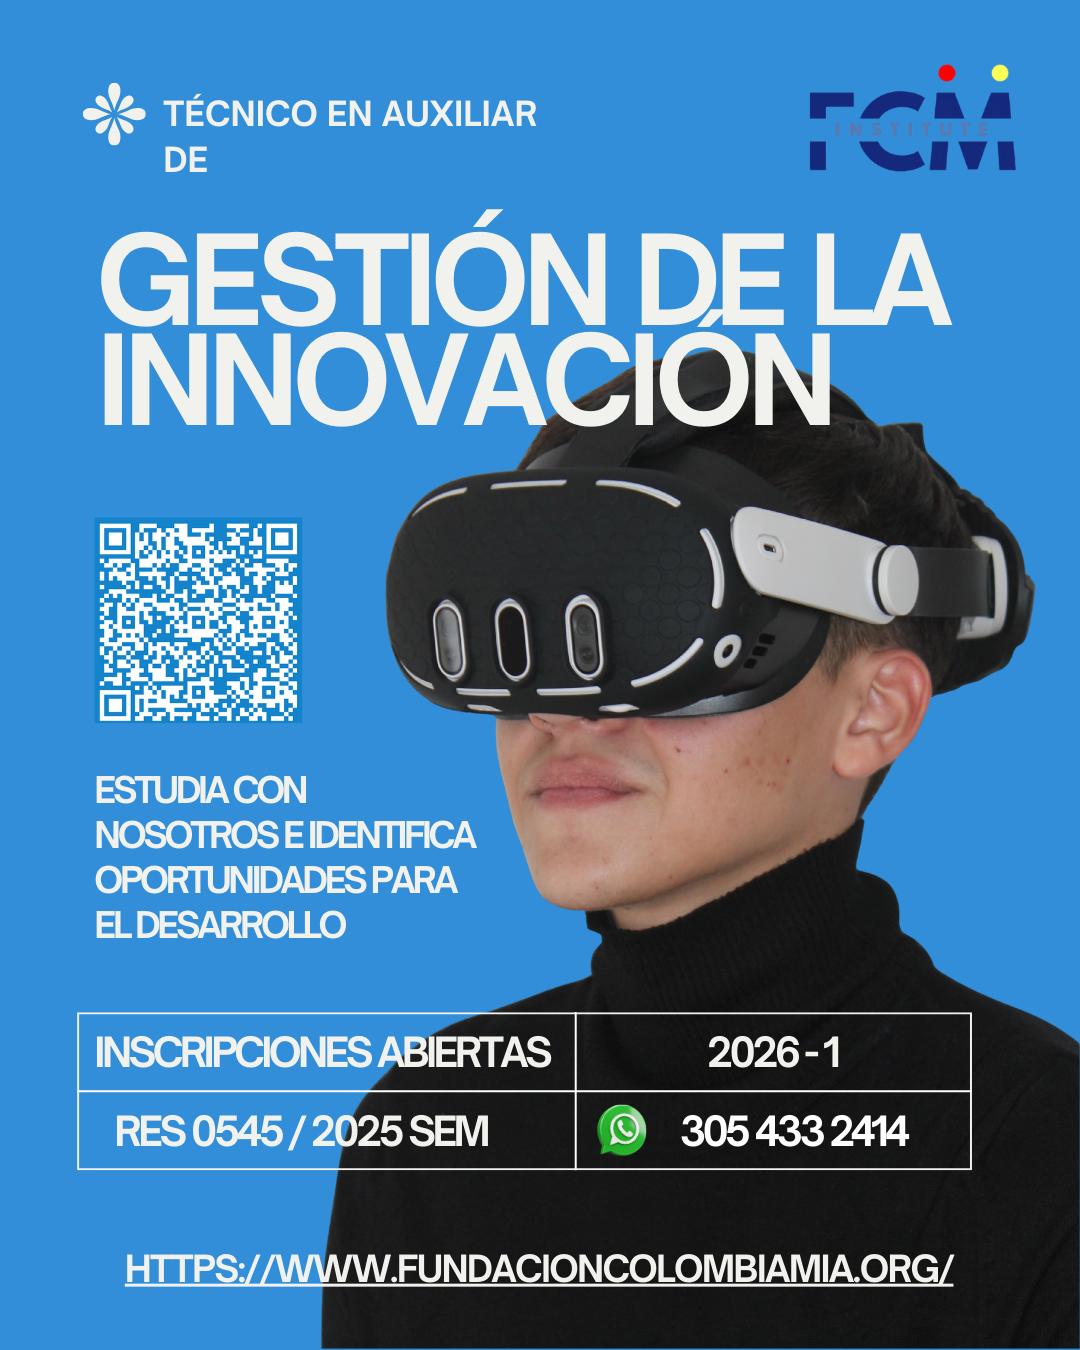 TÉCNICO EN AUXILIAR
DE
FCM
INSTITUTE
GESTIÓN DE LA
INNOVACIÓN
ESTUDIA CON
NOSOTROS E IDENTIFICA
OPORTUNIDADES PARA
EL DESARROLLO
INSCRIPCIONES ABIERTAS
2026 - 1
RES 0545 / 2025 SEM
305 433 2414
HTTPS://WWW.FUNDACIONCOLOMBIAMIA.ORG/